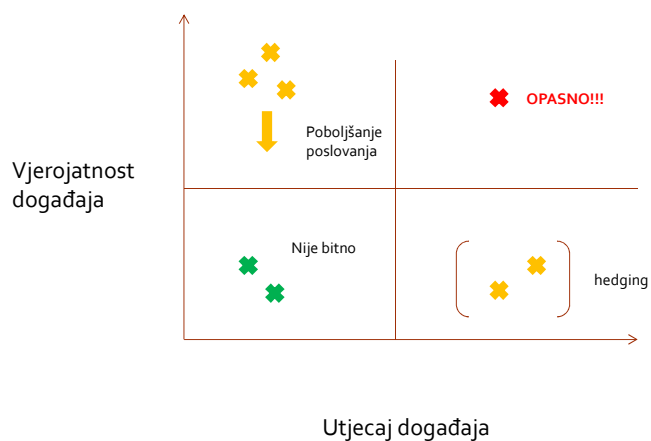 OPASNO!!!
Poboljšanje
poslovanja
Vjerojatnost
događaja
Nije bitno
hedging
Utjecaj događaja